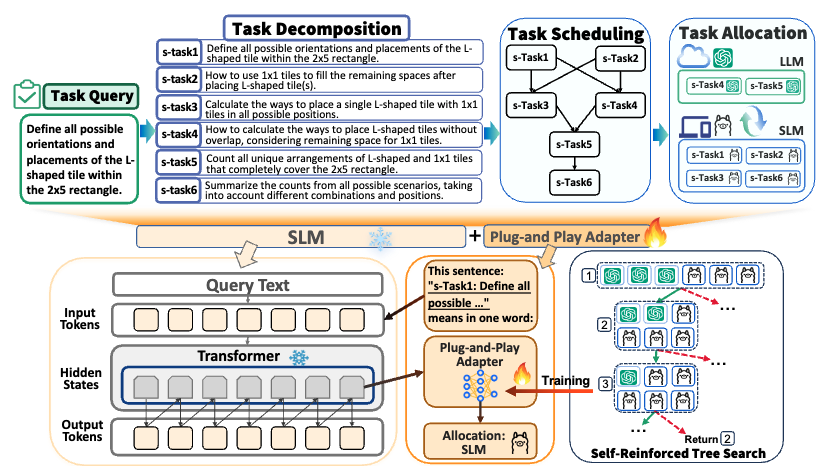 Task Decomposition
s-task1
Define all possible orientations and placements of the L-
shaped tile within the 2x5 rectangle.
s-task2
How to use 1x1 tiles to fill the remaining spaces after
placing L-shaped tile(s).
s-task3
Calculate the ways to place a single L-shaped tile with 1x1
tiles in all possible positions.
s-task4
How to calculate the ways to place L-shaped tiles without
overlap, considering remaining space for 1x1 tiles.
s-task5
Count all unique arrangements of L-shaped and 1x1 tiles
that completely cover the 2x5 rectangle.
s-task6
Summarize the counts from all possible scenarios, taking
into account different combinations and positions.
Task Query
Define all possible
orientations and
placements of the L-
shaped tile within
the 2x5 rectangle.
Task Scheduling
s-Task1
s-Task2
s-Task3
s-Task4
s-Task5
s-Task6
Task Allocation
LLM
s-Task4
s-Task5
SLM
s-Task1
s-Task2
s-Task3
s-Task6
SLM
+
Plug-and Play Adapter
Query Text
Input
Tokens
Transformer
Hidden
States
Output
Tokens
This sentence:
"s-Task1: Define all
possible ..."
means in one word:
Plug-and-Play
Adapter
Allocation:
SLM
Training
1
...
2
...
3
...
Return 2
Self-Reinforced Tree Search